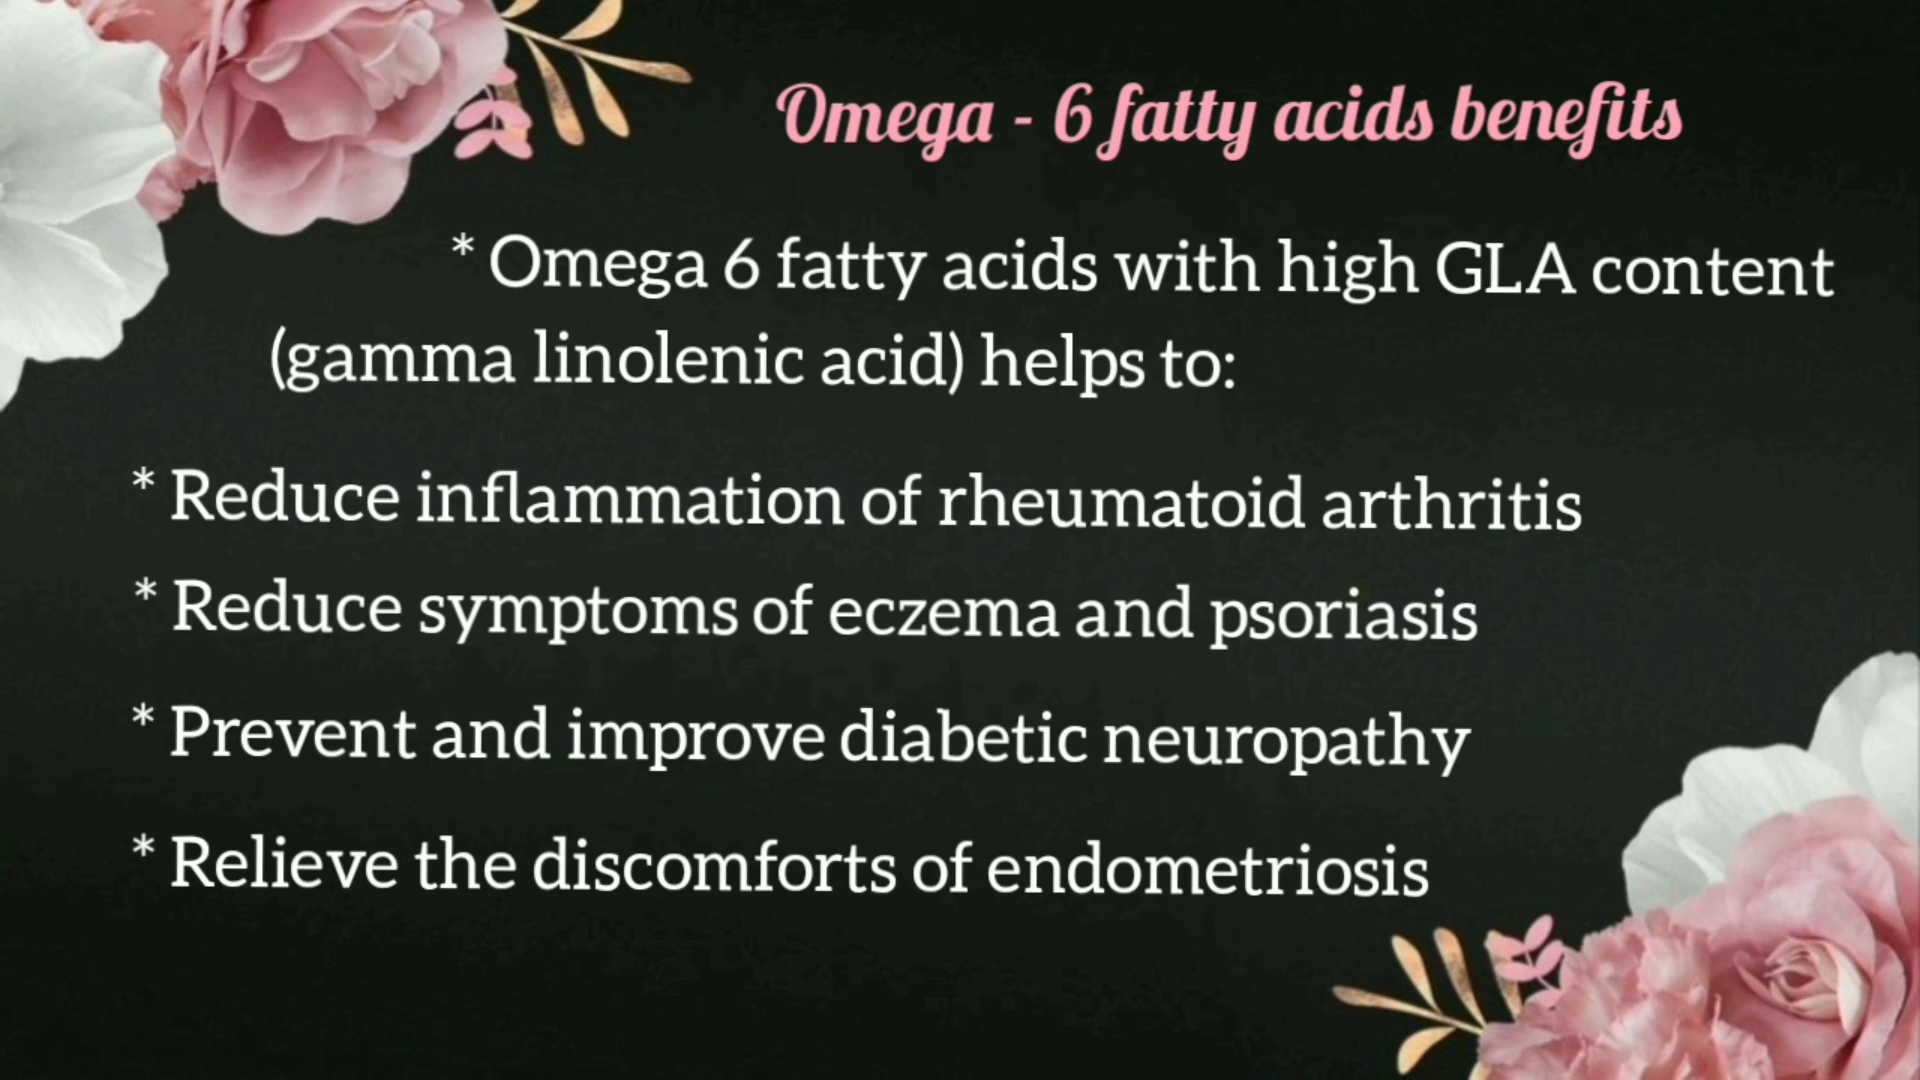 Omega - 6 fatty acids benefits
* Omega 6 fatty acids with high GLA content
(gamma linolenic acid) helps to:
* Reduce inflammation of rheumatoid arthritis
* Reduce symptoms of eczema and psoriasis
* Prevent and improve diabetic neuropathy
* Relieve the discomforts of endometriosis